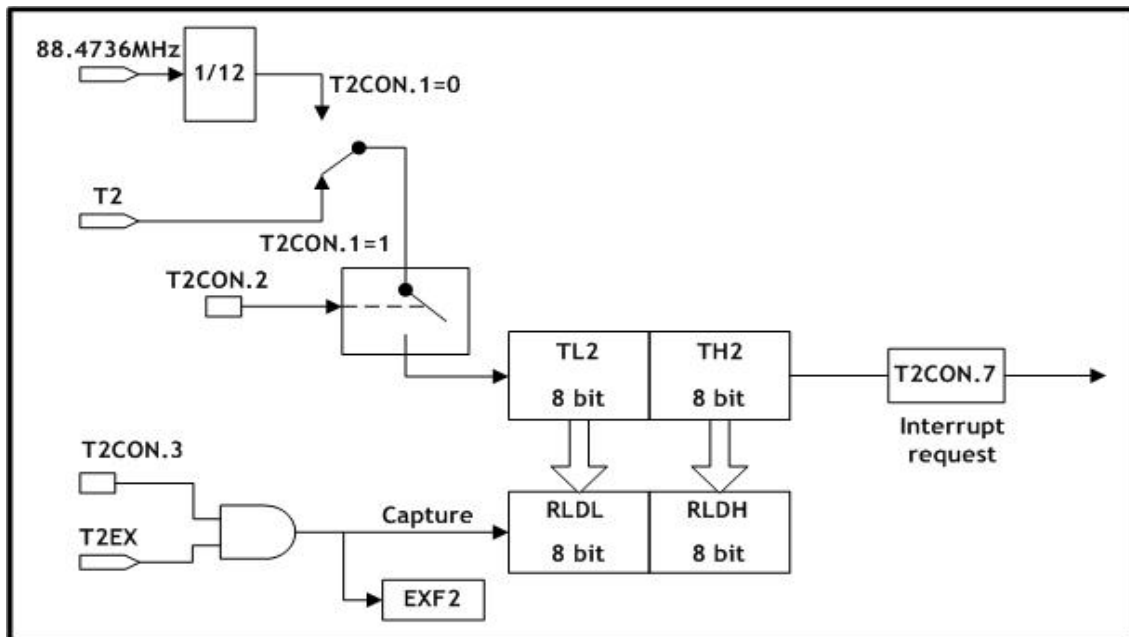 88.4736MHz
1/12
T2CON.1=0
T2
T2CON.1=1
T2CON.2
TL2
8 bit
TH2
8 bit
T2CON.7
Interrupt
request
T2CON.3
T2EX
Capture
RLDL
8 bit
RLDH
8 bit
EXF2